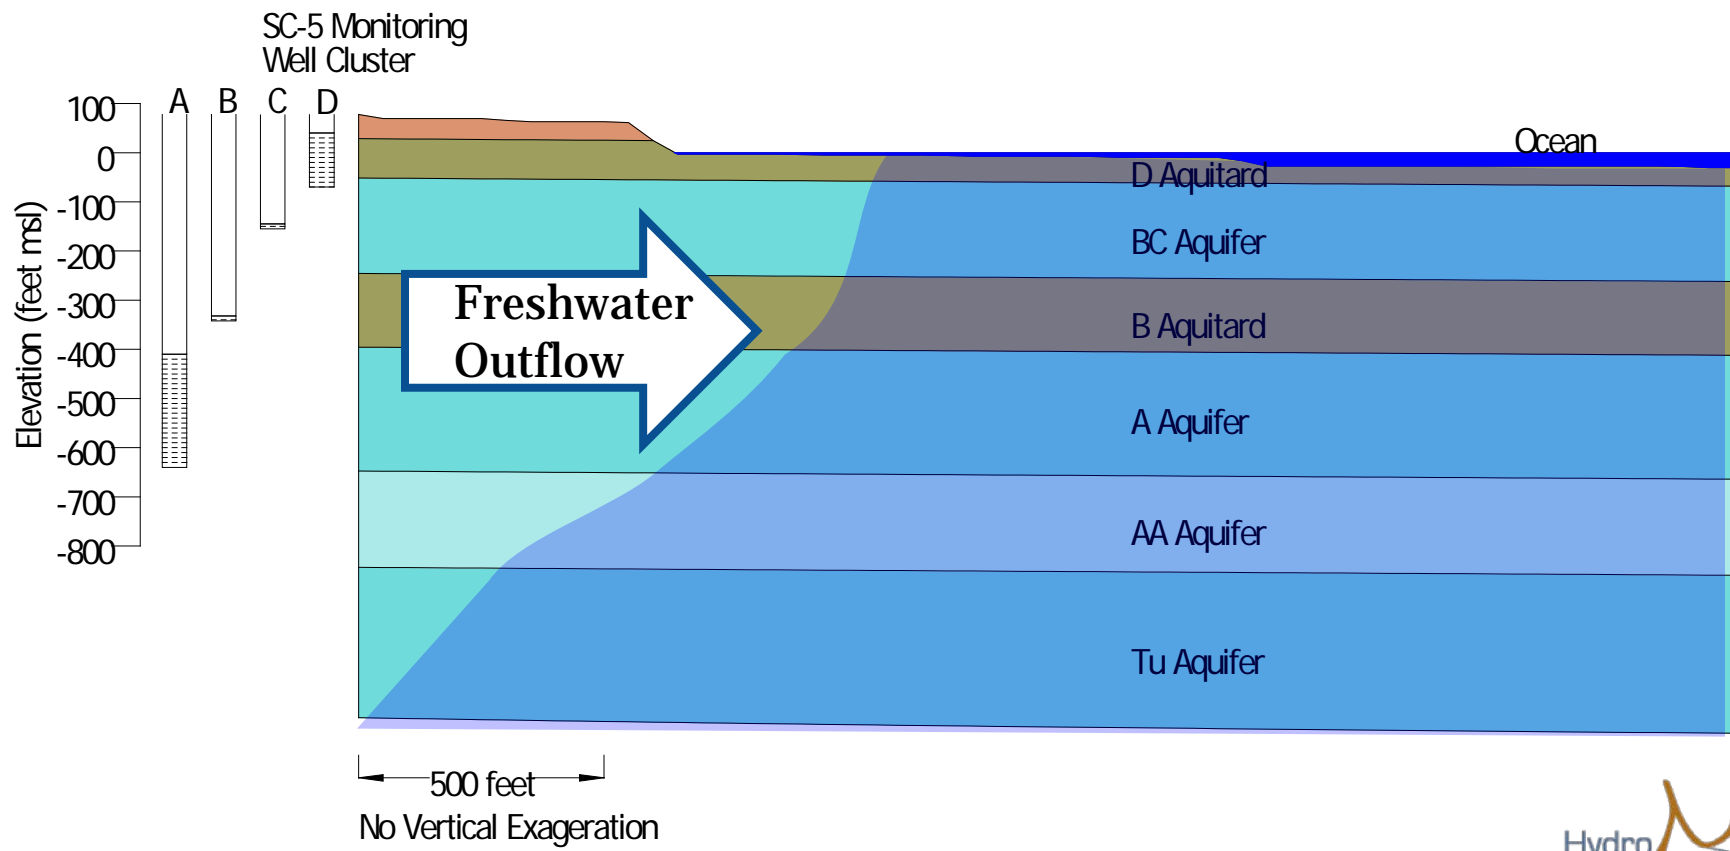 SC-5 Monitoring
Well Cluster
A B C D
100
0
-100
-200
-300
-400
-500
-600
-700
-800
Elevation (feet msl)
Ocean
D Aquitard
BC Aquifer
Freshwater
Outflow
B Aquitard
A Aquifer
AA Aquifer
Tu Aquifer
500 feet
No Vertical Exageration
Hydro